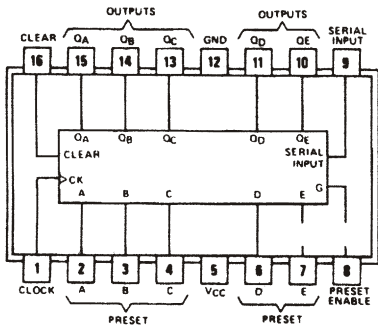 OUTPUTS OUTPUTS
CLEAR QA QB QC GND QD QE SERIAL INPUT
16 15 14 13 12 11 10 9
QA QB QC QD QE
CLEAR SERIAL INPUT
CK G
A B C D E
1 2 3 4 5 6 7 8
CLOCK A B C VCC D E PRESET ENABLE
PRESET PRESET